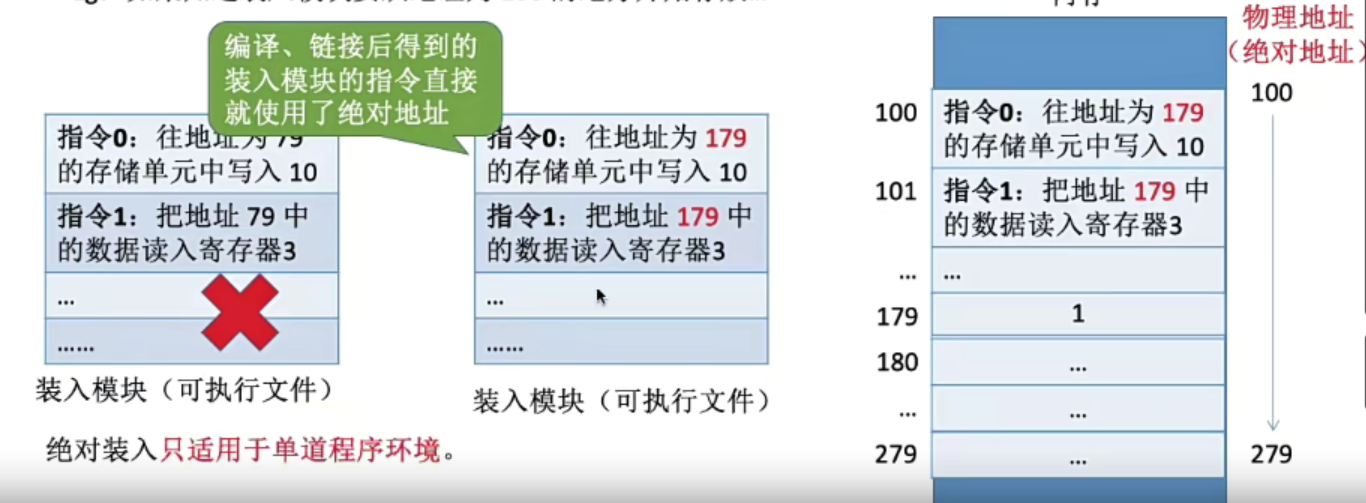 编译、链接后得到的
装入模块的指令直接
就使用了绝对地址
指令0：往地址为 79
的存储单元中写入 10
指令1：把地址 79 中
的数据读入寄存器3
...
......
装入模块（可执行文件）
指令0：往地址为 179
的存储单元中写入 10
指令1：把地址 179 中
的数据读入寄存器3
...
......
装入模块（可执行文件）
绝对装入只适用于单道程序环境。
物理地址
（绝对地址）
100
279
100
指令0：往地址为 179
的存储单元中写入 10
101
指令1：把地址 179 中
的数据读入寄存器3
... ...
179 1
180 ...
... ...
279 ...